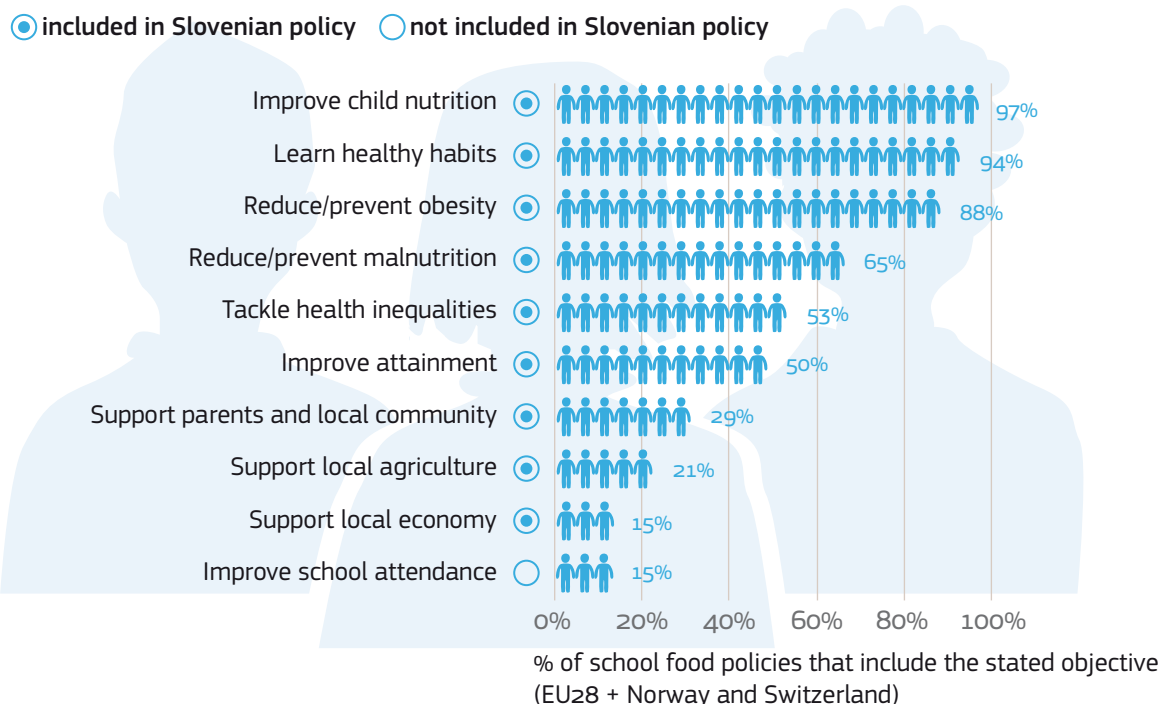 included in Slovenian policy not included in Slovenian policy
Improve child nutrition 97%
Learn healthy habits 94%
Reduce/prevent obesity 88%
Reduce/prevent malnutrition 65%
Tackle health inequalities 53%
Improve attainment 50%
Support parents and local community 29%
Support local agriculture 21%
Support local economy 15%
Improve school attendance 15%
0% 20% 40% 60% 80% 100%
% of school food policies that include the stated objective
(EU28 + Norway and Switzerland)